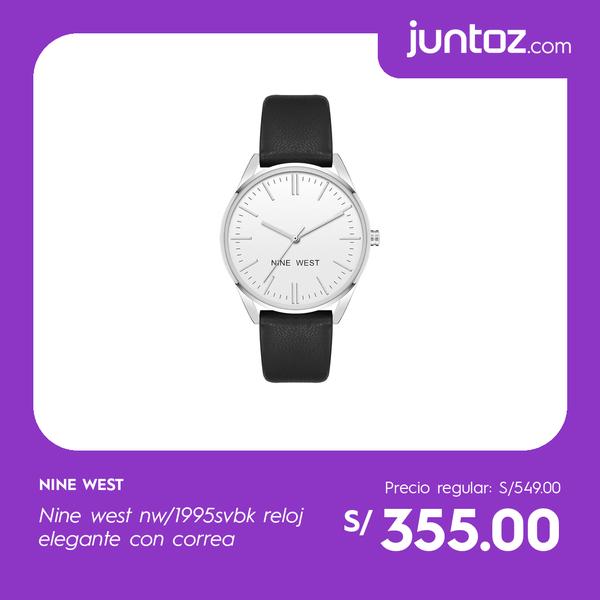 juntoz.com
NINE WEST
NINE WEST
Nine west nw/1995svbk reloj
elegante con correa
Precio regular: S/549.00
S/355.00